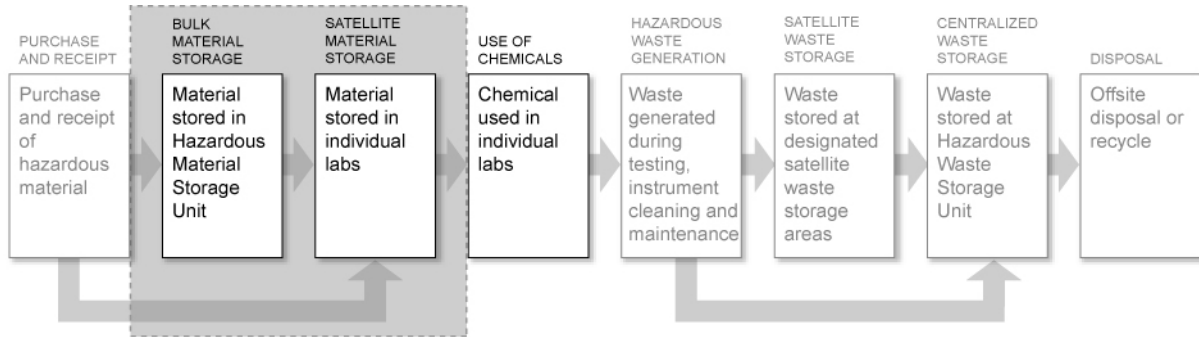 PURCHASE
AND RECEIPT
Purchase
and receipt
of
hazardous
material
BULK
MATERIAL
STORAGE
Material
stored in
Hazardous
Material
Storage
Unit
SATELLITE
MATERIAL
STORAGE
Material
stored in
individual
labs
USE OF
CHEMICALS
Chemical
used in
individual
labs
HAZARDOUS
WASTE
GENERATION
Waste
generated
during
testing,
instrument
cleaning and
maintenance
SATELLITE
WASTE
STORAGE
Waste
stored at
designated
satellite
waste
storage
areas
CENTRALIZED
WASTE
STORAGE
Waste
stored at
Hazardous
Waste
Storage
Unit
DISPOSAL
Offsite
disposal or
recycle